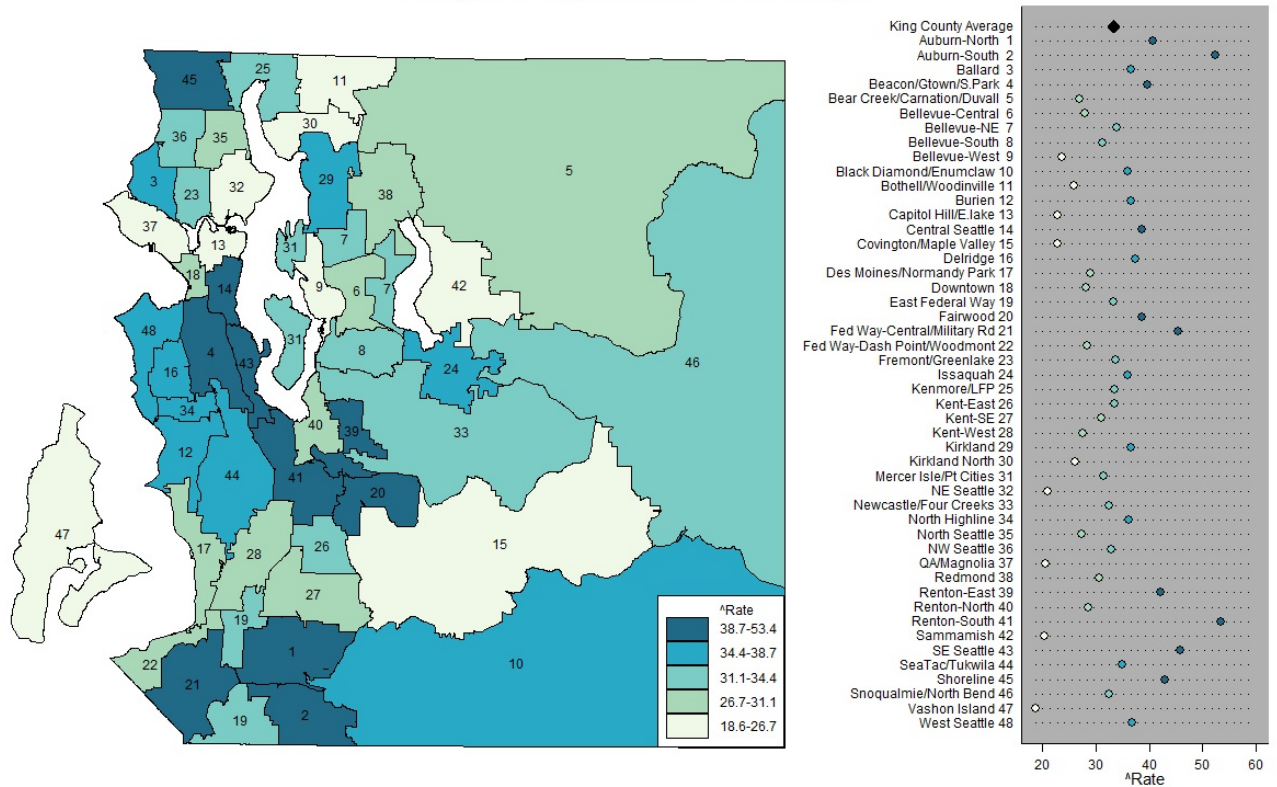 45
25
11
30
36
35
3
23
32
29
38
5
37
13
31
7
18
9
14
6
7
42
48
31
46
4
43
8
16
24
34
40
39
33
12
44
41
20
47
15
17
28
26
27
19
1
22
21
10
19
2
^Rate
38.7-53.4
34.4-38.7
31.1-34.4
26.7-31.1
18.6-26.7
King County Average
Auburn-North 1
Auburn-South 2
Ballard 3
Beacon/Gtown/S.Park 4
Bear Creek/Carnation/Duvall 5
Bellevue-Central 6
Bellevue-NE 7
Bellevue-South 8
Bellevue-West 9
Black Diamond/Enumclaw 10
Bothell/Woodinville 11
Burien 12
Capitol Hill/E.lake 13
Central Seattle 14
Covington/Maple Valley 15
Delridge 16
Des Moines/Normandy Park 17
Downtown 18
East Federal Way 19
Fairwood 20
Fed Way-Central/Military Rd 21
Fed Way-Dash Point/Woodmont 22
Fremont/Greenlake 23
Issaquah 24
Kenmore/LFP 25
Kent-East 26
Kent-SE 27
Kent-West 28
Kirkland 29
Kirkland North 30
Mercer Isle/Pt Cities 31
NE Seattle 32
Newcastle/Four Creeks 33
North Highline 34
North Seattle 35
NW Seattle 36
QA/Magnolia 37
Redmond 38
Renton-East 39
Renton-North 40
Renton-South 41
Sammamish 42
SE Seattle 43
SeaTac/Tukwila 44
Shoreline 45
Snoqualmie/North Bend 46
Vashon Island 47
West Seattle 48
20 30 40 50 60
^Rate